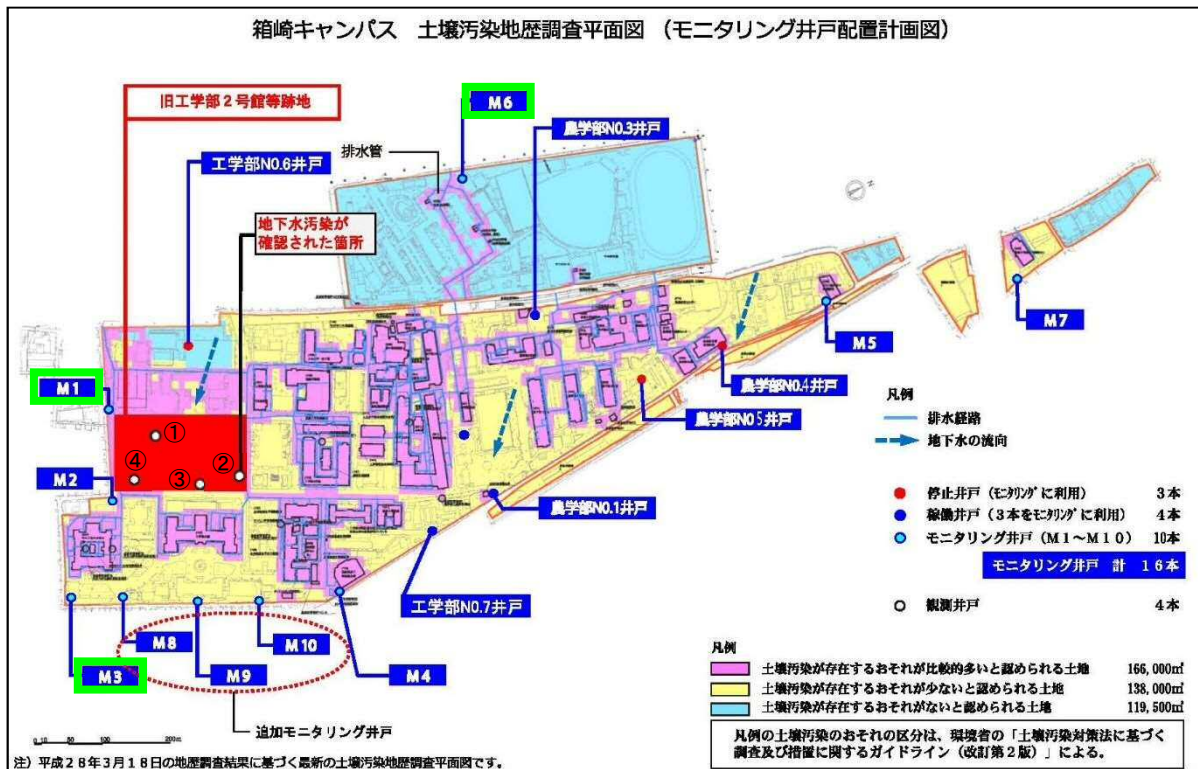 箱崎キャンパス 土壌汚染地歴調査平面図 (モニタリング井戸配置計画図)
旧工学部2号館等跡地
M6
農学部NO.3井戸
排水管
工学部NO.6井戸
地下水汚染が
確認された箇所
N
M7
M5
M1
農学部NO.4井戸
農学部NO5井戸
①
④
③
②
M2
農学部NO.1井戸
工学部NO.7井戸
M8
M10
M3
M9
M4
追加モニタリング井戸
凡例
排水経路
地下水の流向
停止井戸(モニタリングに利用) 3本
稼働井戸(3本をモニタリングに利用) 4本
モニタリング井戸(M1~M10) 10本
モニタリング井戸 計 16本
観測井戸 4本
凡例
土壌汚染が存在するおそれが比較的多いと認められる土地 166,000㎡
土壌汚染が存在するおそれが少ないと認められる土地 138,000㎡
土壌汚染が存在するおそれがないと認められる土地 119,500㎡
凡例の土壌汚染のおそれの区分は、環境省の「土壌汚染対策法に基づく
調査及び措置に関するガイドライン(改訂第2版)」による。
0 10 50 100 200m
注)平成28年3月18日の地歴調査結果に基づく最新の土壌汚染地歴調査平面図です。